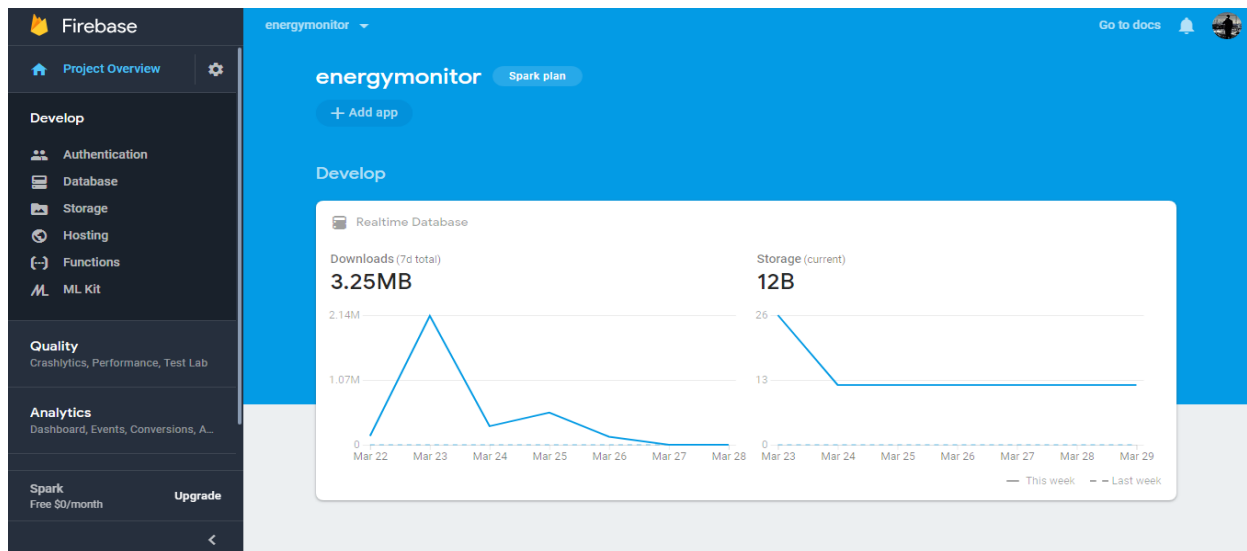 Firebase
Project Overview
Develop
Authentication
Database
Storage
Hosting
Functions
ML Kit
Quality
Crashlytics, Performance, Test Lab
Analytics
Dashboard, Events, Conversions, A...
Spark
Free $0/month
Upgrade
energymonitor
Go to docs
energymonitor
Spark plan
+ Add app
Develop
Realtime Database
Downloads (7d total)
3.25MB
2.14M
1.07M
0
Mar 22 Mar 23 Mar 24 Mar 25 Mar 26 Mar 27 Mar 28
Storage (current)
12B
26
13
0
Mar 23 Mar 24 Mar 25 Mar 26 Mar 27 Mar 28 Mar 29
This week Last week